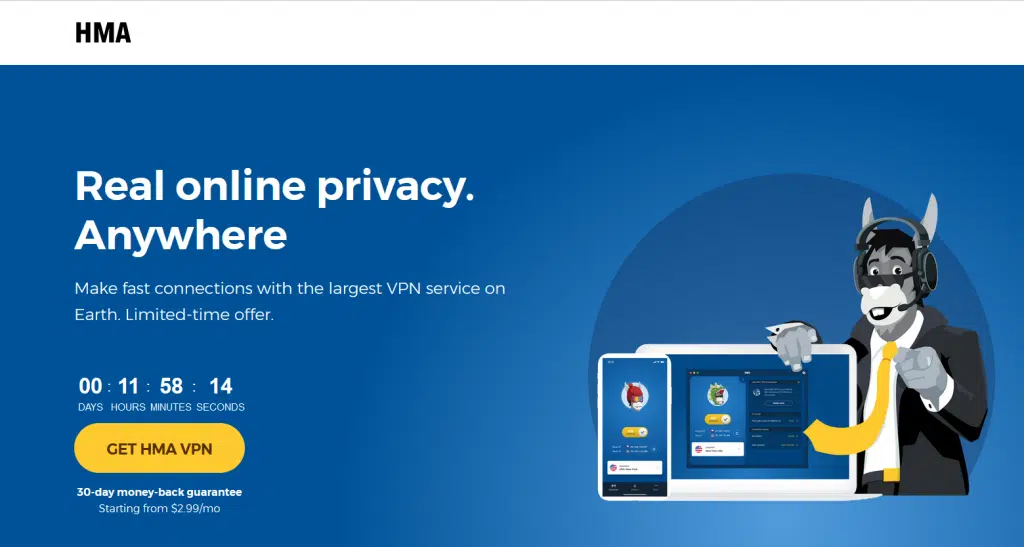 HMA
Real online privacy.
Anywhere
Make fast connections with the largest VPN service on
Earth. Limited-time offer.
00 : 11 : 58 : 14
DAYS HOURS MINUTES SECONDS
GET HMA VPN
30-day money-back guarantee
Starting from $2.99/mo